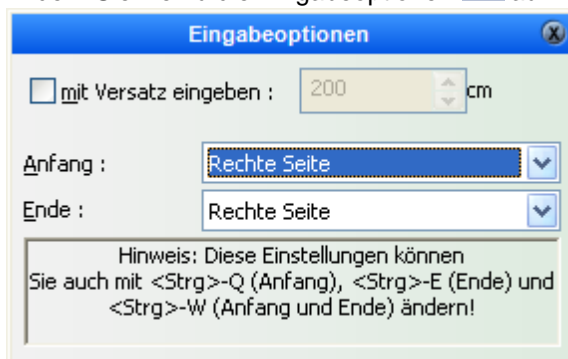 Eingabeoptionen
mit Versatz eingeben : 200 cm
Anfang : Rechte Seite
Ende : Rechte Seite
Hinweis: Diese Einstellungen können
Sie auch mit <Strg>-Q (Anfang), <Strg>-E (Ende) und
<Strg>-W (Anfang und Ende) ändern!